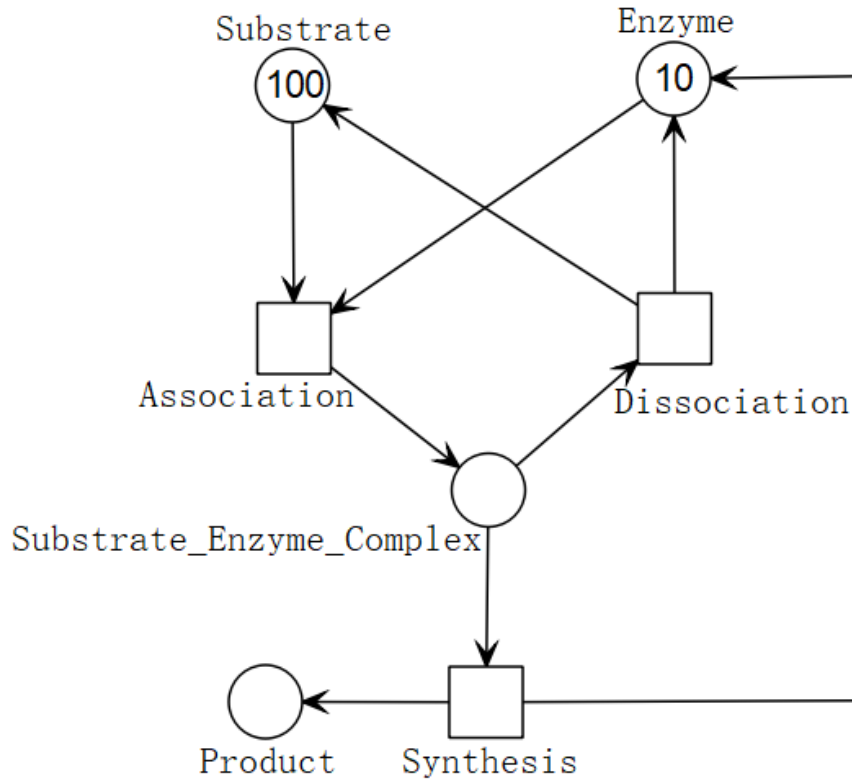 Substrate
Enzyme
100
10
Association
Dissociation
Substrate_Enzyme_Complex
Product
Synthesis